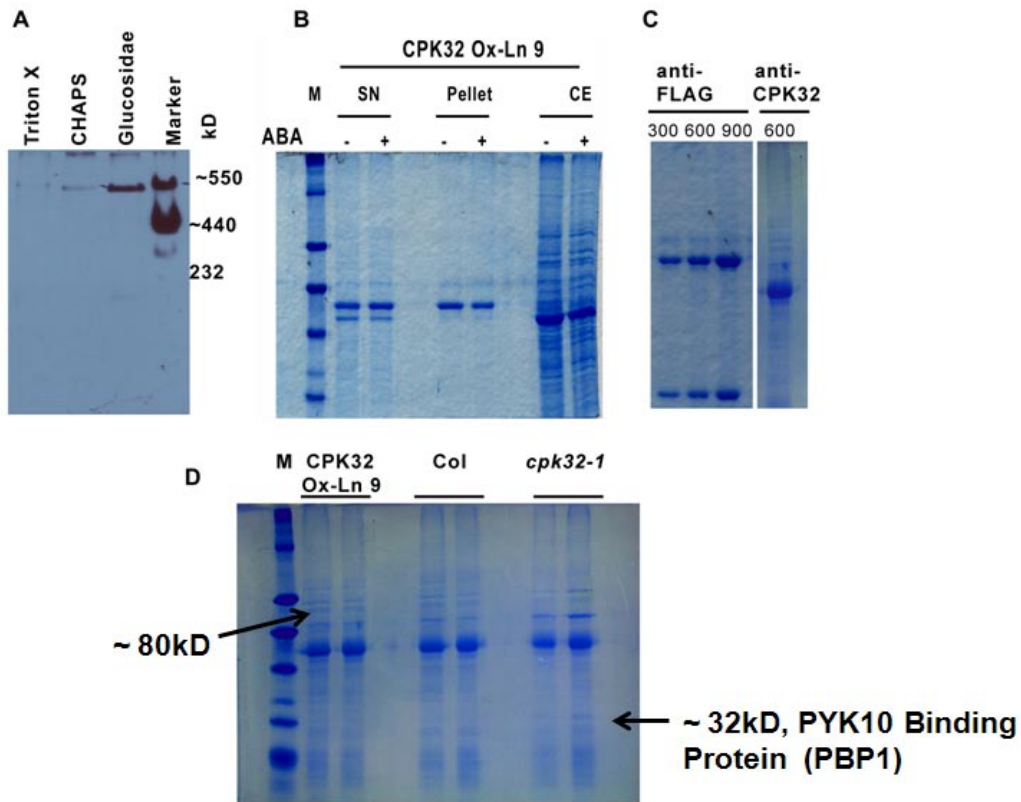 A
Triton X
CHAPS
Glucosidae
Marker
kD
~550
~440
232
B
CPK32 Ox-Ln 9
M SN Pellet CE
ABA - + - + - +
C
anti-
FLAG
anti-
CPK32
300 600 900 600
D
M CPK32 Col cpk32-1
Ox-Ln 9
~ 80kD
~ 32kD, PYK10 Binding
Protein (PBP1)